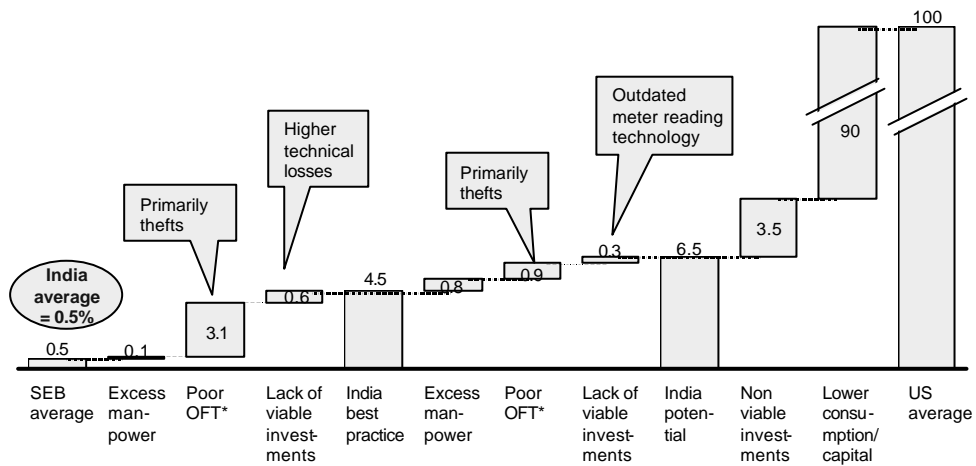 100
Outdated
meter reading
technology
90
Higher
technical
losses
Primarily
thefts
Primarily
thefts
3.5
0.3
6.5
0.9
India
average
= 0.5%
4.5
0.8
0.6
3.1
0.5
0.1
SEB
average
Excess
man-
power
Poor
OFT*
Lack of
viable
invest-
ments
India
best
practice
Excess
man-
power
Poor
OFT*
Lack of
viable
invest-
ments
India
poten-
tial
Non
viable
invest-
ments
Lower
consu-
mption/
capital
US
average